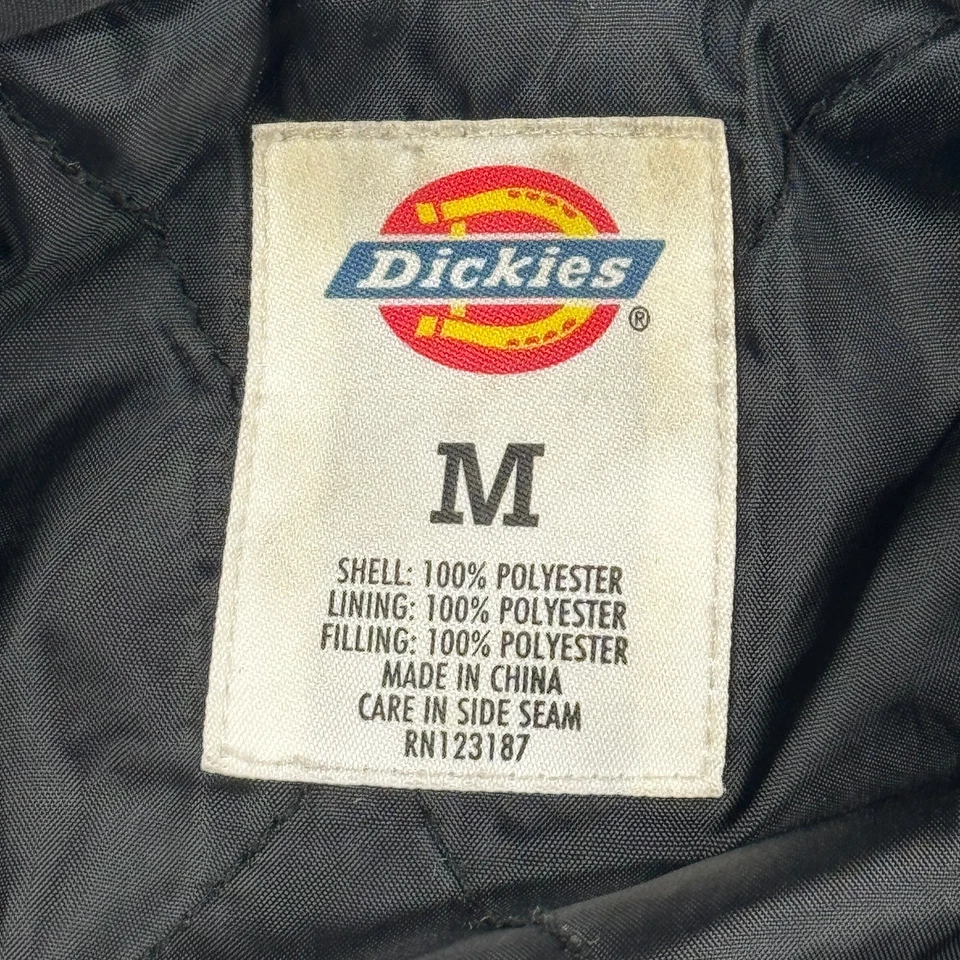 Dickies
®
M
SHELL: 100% POLYESTER
LINING: 100% POLYESTER
FILLING: 100% POLYESTER
MADE IN CHINA
CARE IN SIDE SEAM
RN123187